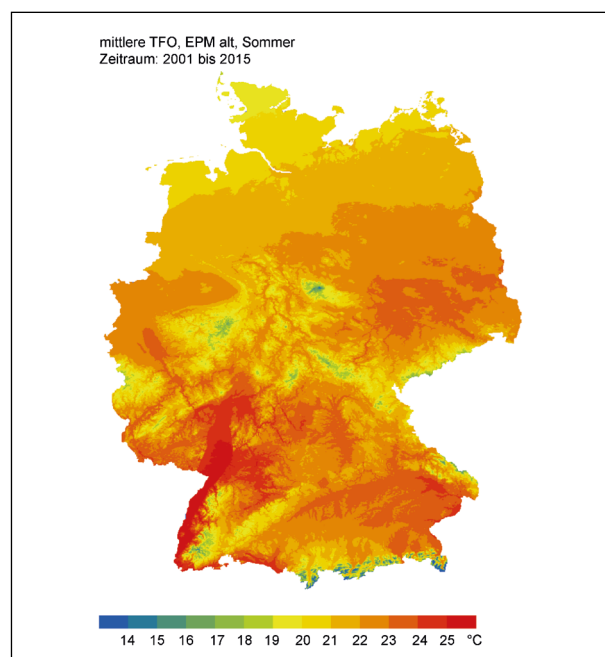 mittlere TFO, EPM alt, Sommer
Zeitraum: 2001 bis 2015
14 15 16 17 18 19 20 21 22 23 24 25 °C